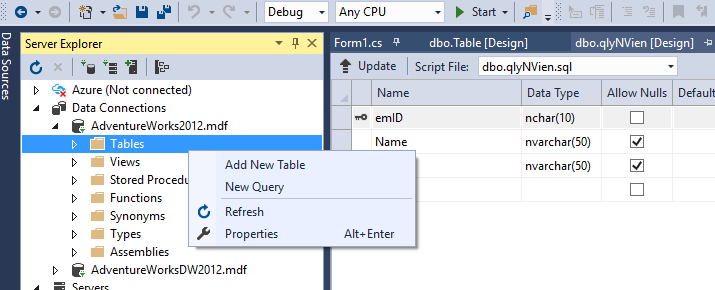 Debug Any CPU Start
Data Sources
Server Explorer
Azure (Not connected)
Data Connections
AdventureWorks2012.mdf
Tables
Views
Stored Procedu
Functions
Synonyms
Types
Assemblies
AdventureWorksDW2012.mdf
Servers
Add New Table
New Query
Refresh
Properties Alt+Enter
Form1.cs dbo.Table [Design] dbo.qlyNVien [Design]
Update Script File: dbo.qlyNVien.sql
Name Data Type Allow Nulls Default
emID nchar(10)
Name nvarchar(50)
nvarchar(50)